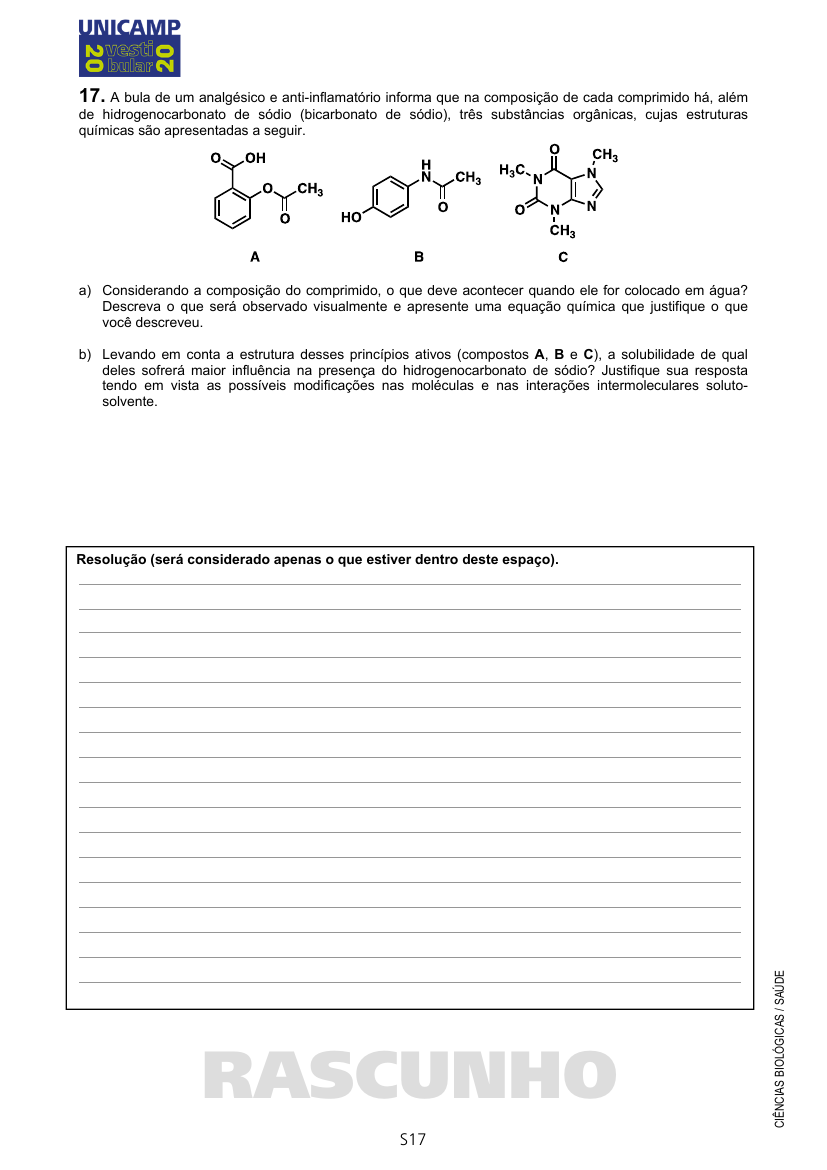 UNICAMP
20 vestibular 20
17. A bula de um analgésico e anti-inflamatório informa que na composição de cada comprimido há, além
de hidrogenocarbonato de sódio (bicarbonato de sódio), três substâncias orgânicas, cujas estruturas
químicas são apresentadas a seguir.
O OH
O CH3
O
A
H
N CH3
O
HO
B
O
H3C N
N CH3
O N N
CH3
C
a) Considerando a composição do comprimido, o que deve acontecer quando ele for colocado em água?
Descreva o que será observado visualmente e apresente uma equação química que justifique o que
você descreveu.
b) Levando em conta a estrutura desses princípios ativos (compostos A, B e C), a solubilidade de qual
deles sofrerá maior influência na presença do hidrogenocarbonato de sódio? Justifique sua resposta
tendo em vista as possíveis modificações nas moléculas e nas interações intermoleculares soluto-
solvente.
Resolução (será considerado apenas o que estiver dentro deste espaço).
RASCUNHO
CIÊNCIAS BIOLÓGICAS / SAÚDE
S17